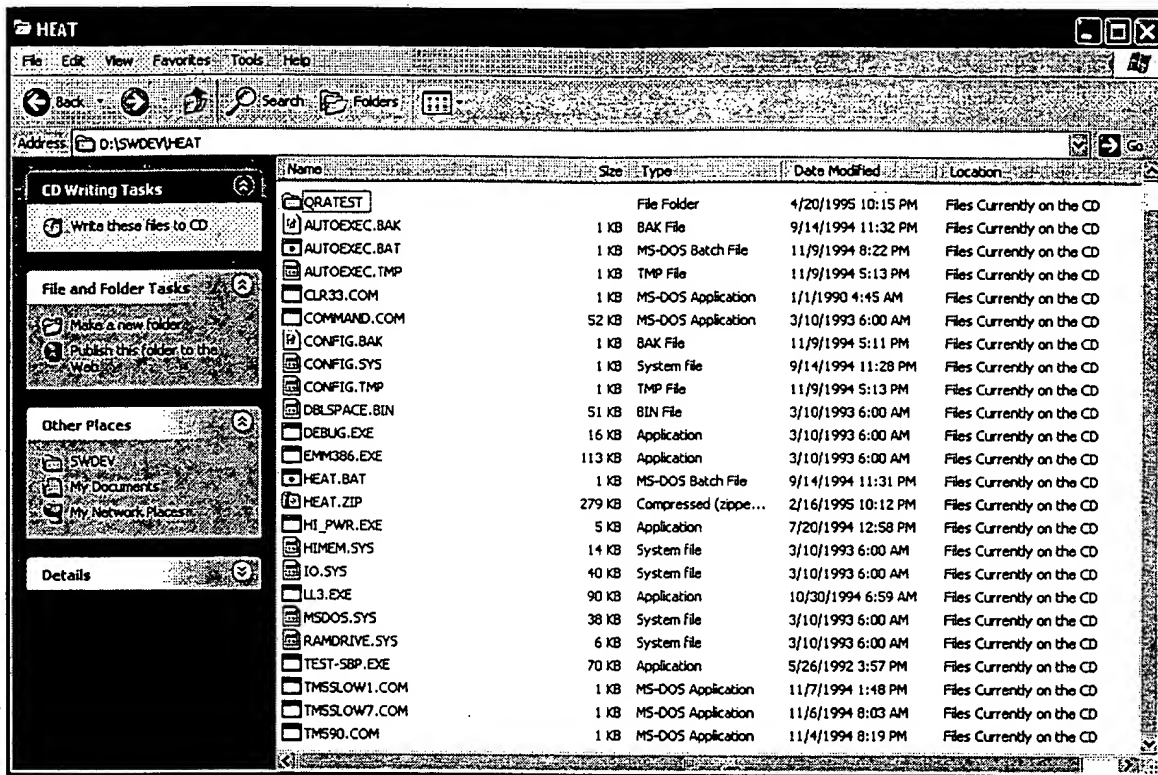 HEAT
File Edit View Favorites Tools Help
Back Search Folders
Address D:\SWDEV\HEAT Go
CD Writing Tasks
Write these files to CD
File and Folder Tasks
Make a new folder
Publish this folder to the Web
Other Places
SWDEV
My Documents
My Network Places
Details
Name Size Type Date Modified Location
QRATEST File Folder 4/20/1995 10:15 PM Files Currently on the CD
AUTOEXEC.BAK 1 KB BAK File 9/14/1994 11:32 PM Files Currently on the CD
AUTOEXEC.BAT 1 KB MS-DOS Batch File 11/9/1994 8:22 PM Files Currently on the CD
AUTOEXEC.TMP 1 KB TMP File 11/9/1994 5:13 PM Files Currently on the CD
CLR33.COM 1 KB MS-DOS Application 1/1/1990 4:45 AM Files Currently on the CD
COMMAND.COM 52 KB MS-DOS Application 3/10/1993 6:00 AM Files Currently on the CD
CONFIG.BAK 1 KB BAK File 11/9/1994 5:11 PM Files Currently on the CD
CONFIG.SYS 1 KB System file 9/14/1994 11:28 PM Files Currently on the CD
CONFIG.TMP 1 KB TMP File 11/9/1994 5:13 PM Files Currently on the CD
DBLSPACE.BIN 51 KB BIN File 3/10/1993 6:00 AM Files Currently on the CD
DEBUG.EXE 16 KB Application 3/10/1993 6:00 AM Files Currently on the CD
EMM386.EXE 113 KB Application 3/10/1993 6:00 AM Files Currently on the CD
HEAT.BAT 1 KB MS-DOS Batch File 9/14/1994 11:31 PM Files Currently on the CD
HEAT.ZIP 279 KB Compressed (zippe... 2/16/1995 10:12 PM Files Currently on the CD
HI_PWR.EXE 5 KB Application 7/20/1994 12:58 PM Files Currently on the CD
HIMEM.SYS 14 KB System file 3/10/1993 6:00 AM Files Currently on the CD
IO.SYS 40 KB System file 3/10/1993 6:00 AM Files Currently on the CD
LL3.EXE 90 KB Application 10/30/1994 6:59 AM Files Currently on the CD
MSDOS.SYS 38 KB System file 3/10/1993 6:00 AM Files Currently on the CD
RAMDRIVE.SYS 6 KB System file 3/10/1993 6:00 AM Files Currently on the CD
TEST-SBP.EXE 70 KB Application 5/26/1992 3:57 PM Files Currently on the CD
TMSSLOW1.COM 1 KB MS-DOS Application 11/7/1994 1:48 PM Files Currently on the CD
TMSSLOW7.COM 1 KB MS-DOS Application 11/6/1994 8:03 AM Files Currently on the CD
TMS90.COM 1 KB MS-DOS Application 11/4/1994 8:19 PM Files Currently on the CD